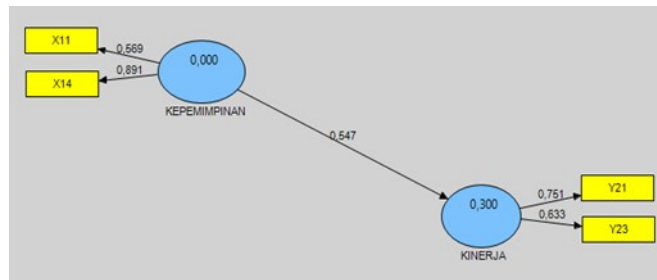 X11
0,569
0,000
0,891
X14
KEPEMIMPINAN
0,547
0,300
0,751
Y21
0,633
Y23
KINERJA